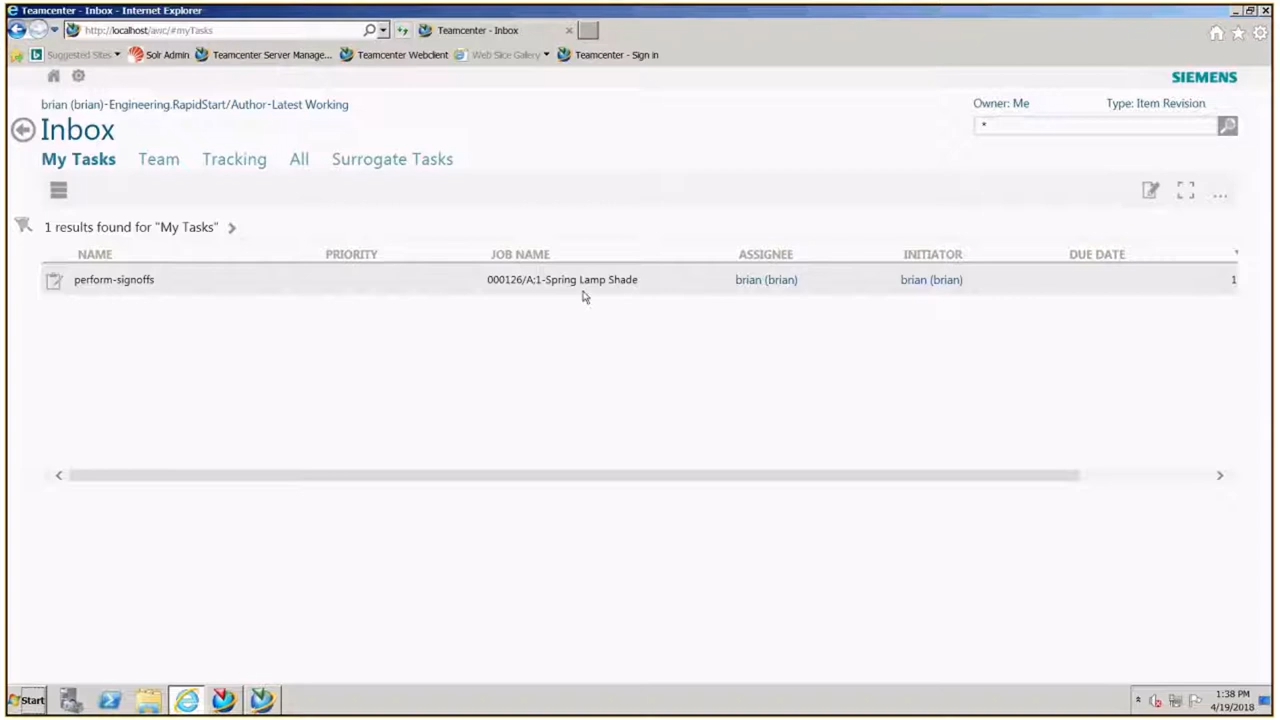 Teamcenter - Inbox - Internet Explorer
http://localhost/awc/#myTasks
Teamcenter - Inbox
Suggested Sites
Solr Admin
Teamcenter Server Manage...
Teamcenter Webclient
Web Slice Gallery
Teamcenter - Sign in
SIEMENS
brian (brian)-Engineering.RapidStart/Author-Latest Working
Owner: Me
Type: Item Revision
Inbox
*
My Tasks
Team
Tracking
All
Surrogate Tasks
...
1 results found for "My Tasks"
NAME
PRIORITY
JOB NAME
ASSIGNEE
INITIATOR
DUE DATE
perform-signoffs
000126/A;1-Spring Lamp Shade
brian (brian)
brian (brian)
1
Start
1:38 PM
4/19/2018